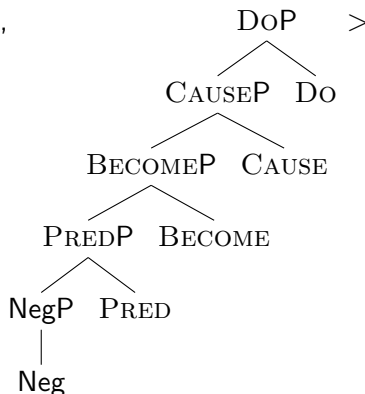 , DoP >
CauseP Do
BecomeP Cause
PredP Become
NegP Pred
Neg